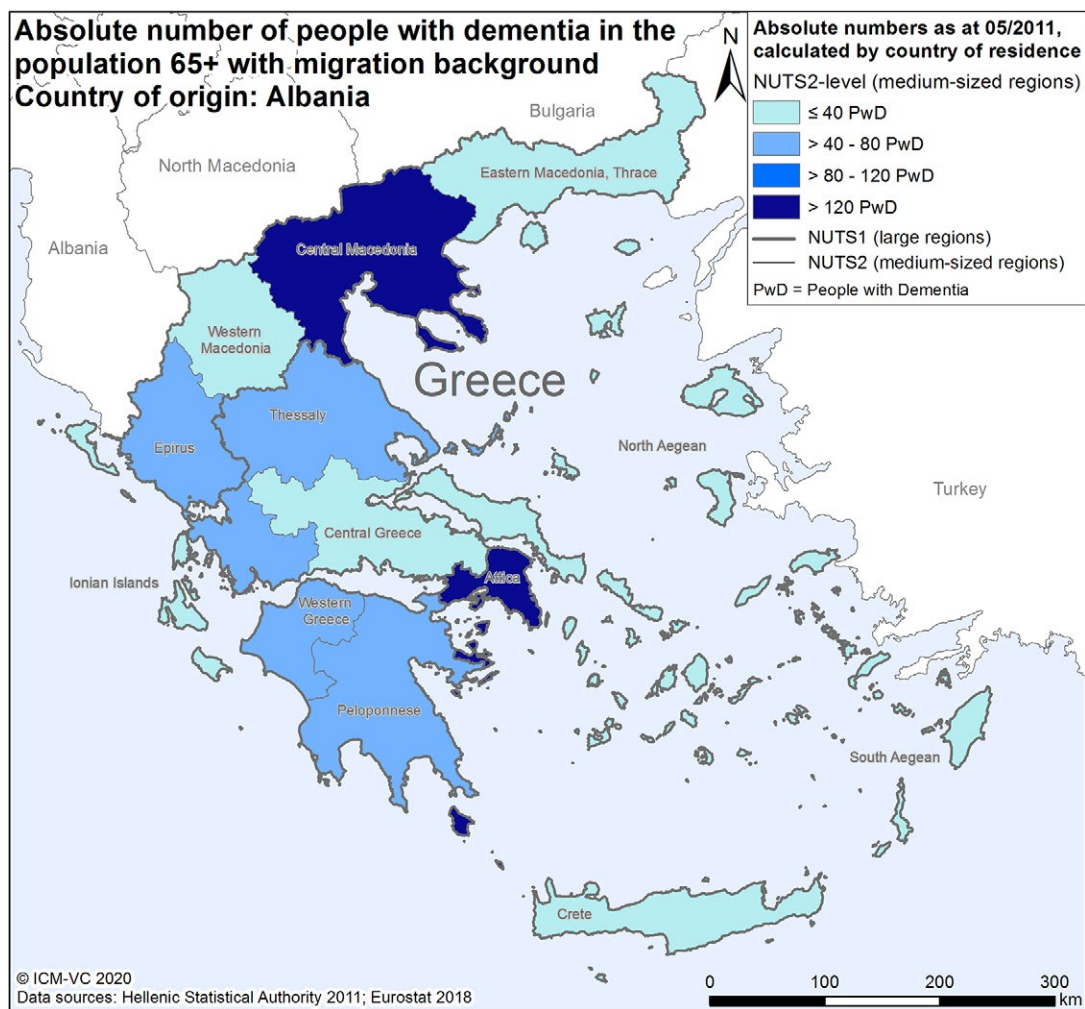 Absolute number of people with dementia in the
population 65+ with migration background
Country of origin: Albania
N
Absolute numbers as at 05/2011,
calculated by country of residence
NUTS2-level (medium-sized regions)
≤ 40 PwD
> 40 - 80 PwD
> 80 - 120 PwD
> 120 PwD
NUTS1 (large regions)
NUTS2 (medium-sized regions)
PwD = People with Dementia
Bulgaria
North Macedonia
Eastern Macedonia, Thrace
Albania
Central Macedonia
Western
Macedonia
Greece
Thessaly
Epirus
North Aegean
Turkey
Central Greece
Attica
Ionian Islands
Western
Greece
Peloponnese
South Aegean
Crete
© ICM-VC 2020
Data sources: Hellenic Statistical Authority 2011; Eurostat 2018
0 100 200 300
km